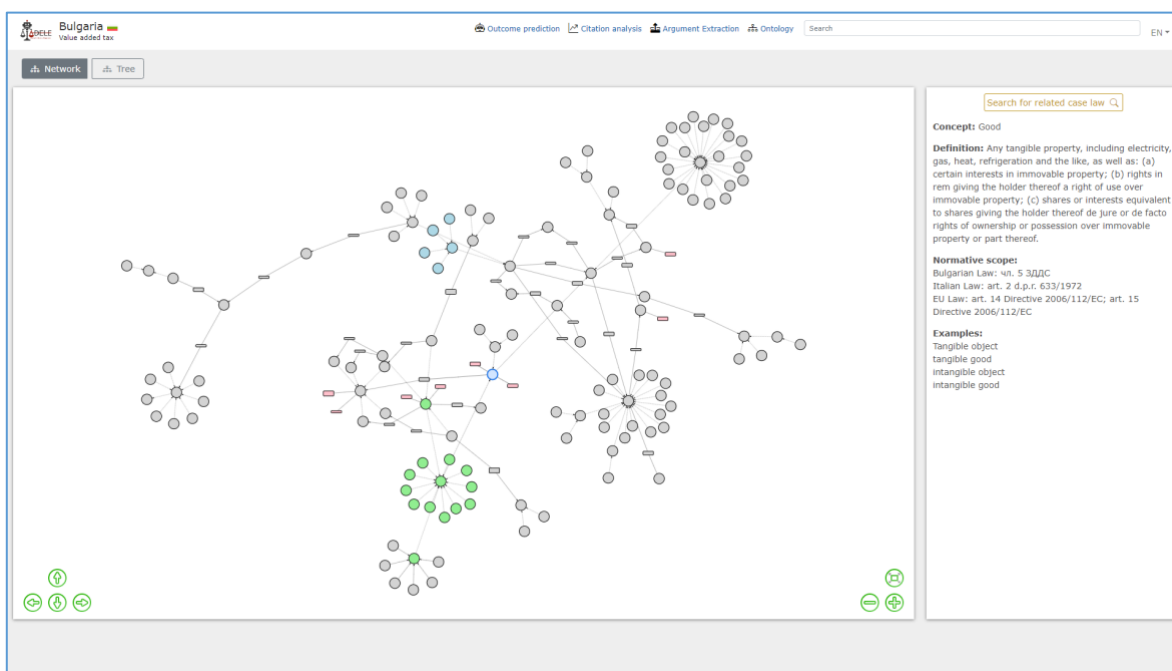 ADELE
Bulgaria
Value added tax
Outcome prediction
Citation analysis
Argument Extraction
Ontology
Search
EN
Network
Tree
Search for related case law
Concept: Good
Definition: Any tangible property, including electricity,
gas, heat, refrigeration and the like, as well as: (a)
certain interests in immovable property; (b) rights in
rem giving the holder thereof a right of use over
immovable property; (c) shares or interests equivalent
to shares giving the holder thereof de jure or de facto
rights of ownership or possession over immovable
property or part thereof.
Normative scope:
Bulgarian Law: чл. 5 ЗДДС
Italian Law: art. 2 d.p.r. 633/1972
EU Law: art. 14 Directive 2006/112/EC; art. 15
Directive 2006/112/EC
Examples:
Tangible object
tangible good
intangible object
intangible good